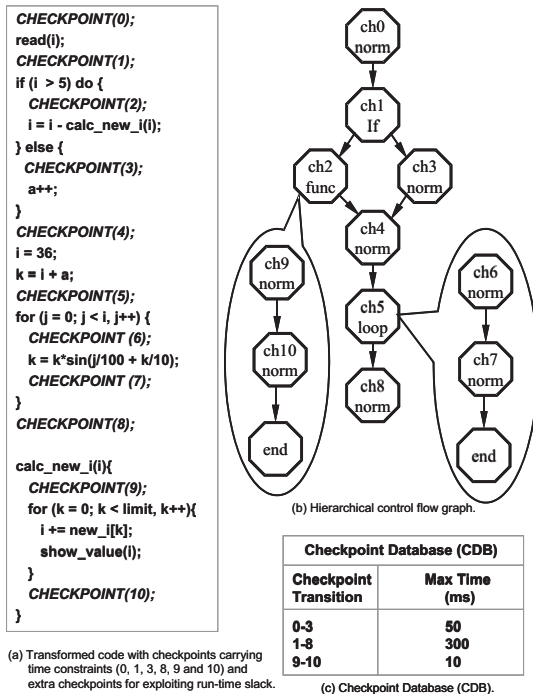 CHECKPOINT(0);
read(i);
CHECKPOINT(1);
if (i > 5) do {
CHECKPOINT(2);
i = i - calc_new_i(i);
} else {
CHECKPOINT(3);
a++;
}
CHECKPOINT(4);
i = 36;
k = i + a;
CHECKPOINT(5);
for (j = 0; j < i, j++) {
CHECKPOINT (6);
k = k*sin(j/100 + k/10);
CHECKPOINT (7);
}
CHECKPOINT(8);
calc_new_i(i){
CHECKPOINT(9);
for (k = 0; k < limit, k++){
i += new_i[k];
show_value(i);
}
CHECKPOINT(10);
}
(a) Transformed code with checkpoints carrying
time constraints (0, 1, 3, 8, 9 and 10) and
extra checkpoints for exploiting run-time slack.
ch0
norm
ch1
If
ch2
func
ch3
norm
ch4
norm
ch9
norm
ch10
norm
end
ch5
loop
ch8
norm
ch6
norm
ch7
norm
end
(b) Hierarchical control flow graph.
Checkpoint Database (CDB)
Checkpoint Transition Max Time (ms)
0-3 50
1-8 300
9-10 10
(c) Checkpoint Database (CDB).